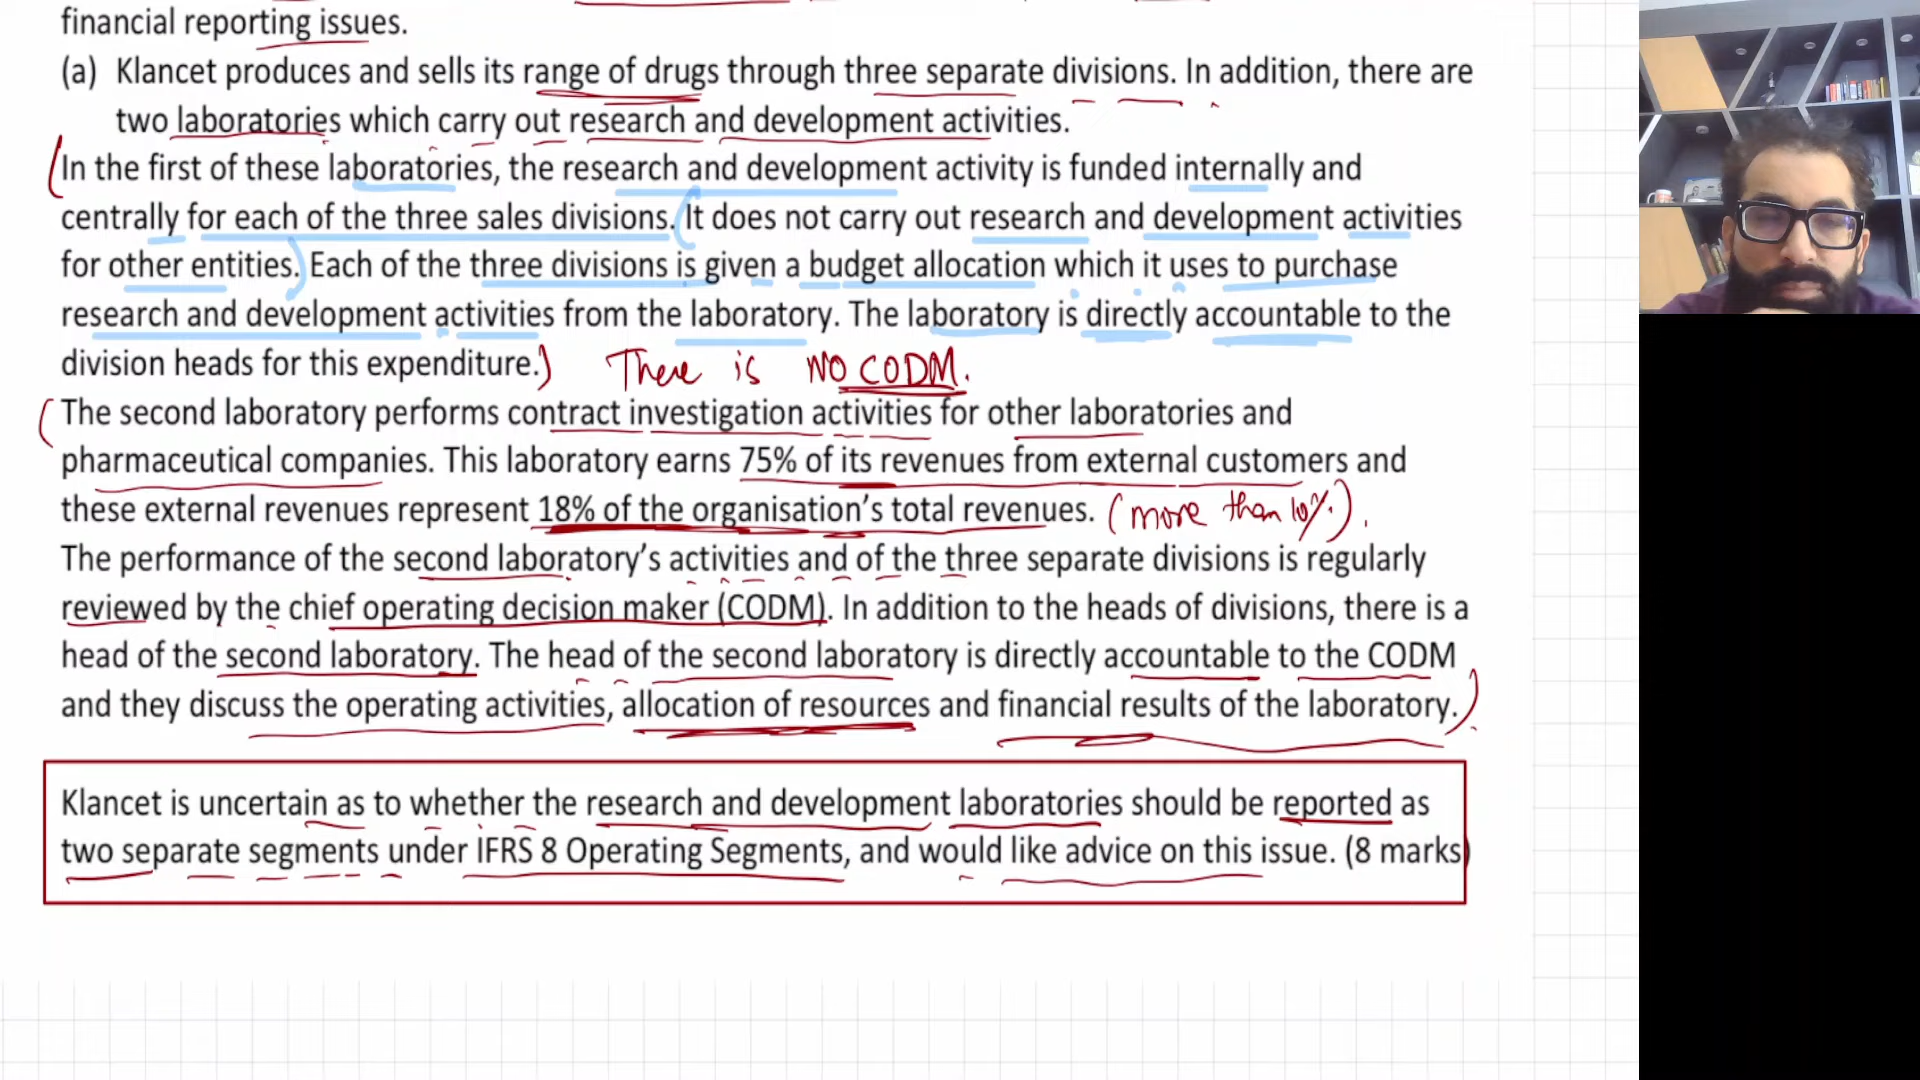 financial reporting issues.
(a) Klancet produces and sells its range of drugs through three separate divisions. In addition, there are
two laboratories which carry out research and development activities.
In the first of these laboratories, the research and development activity is funded internally and
centrally for each of the three sales divisions. It does not carry out research and development activities
for other entities. Each of the three divisions is given a budget allocation which it uses to purchase
research and development activities from the laboratory. The laboratory is directly accountable to the
division heads for this expenditure.) There is NO CODM.
The second laboratory performs contract investigation activities for other laboratories and
pharmaceutical companies. This laboratory earns 75% of its revenues from external customers and
these external revenues represent 18% of the organisation's total revenues. (more than 10%).
The performance of the second laboratory's activities and of the three separate divisions is regularly
reviewed by the chief operating decision maker (CODM). In addition to the heads of divisions, there is a
head of the second laboratory. The head of the second laboratory is directly accountable to the CODM
and they discuss the operating activities, allocation of resources and financial results of the laboratory.
Klancet is uncertain as to whether the research and development laboratories should be reported as
two separate segments under IFRS 8 Operating Segments, and would like advice on this issue. (8 marks)